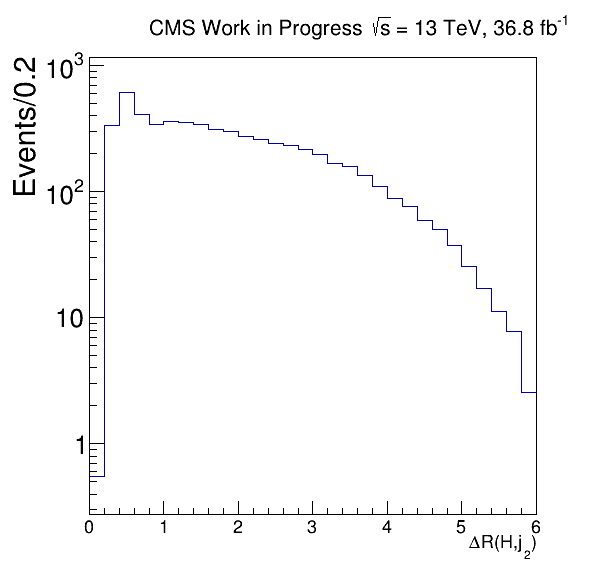 CMS Work in Progress √s = 13 TeV, 36.8 fb⁻¹
Events/0.2
10³
10²
10
1
0 1 2 3 4 5 6
ΔR(H,j₂)